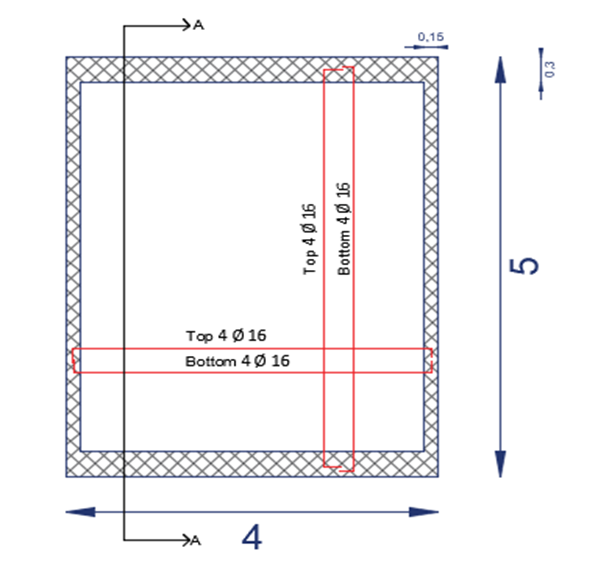 A
0,15
0,3
Top 4 Ø 16
Bottom 4 Ø 16
5
Top 4 Ø 16
Bottom 4 Ø 16
A
4